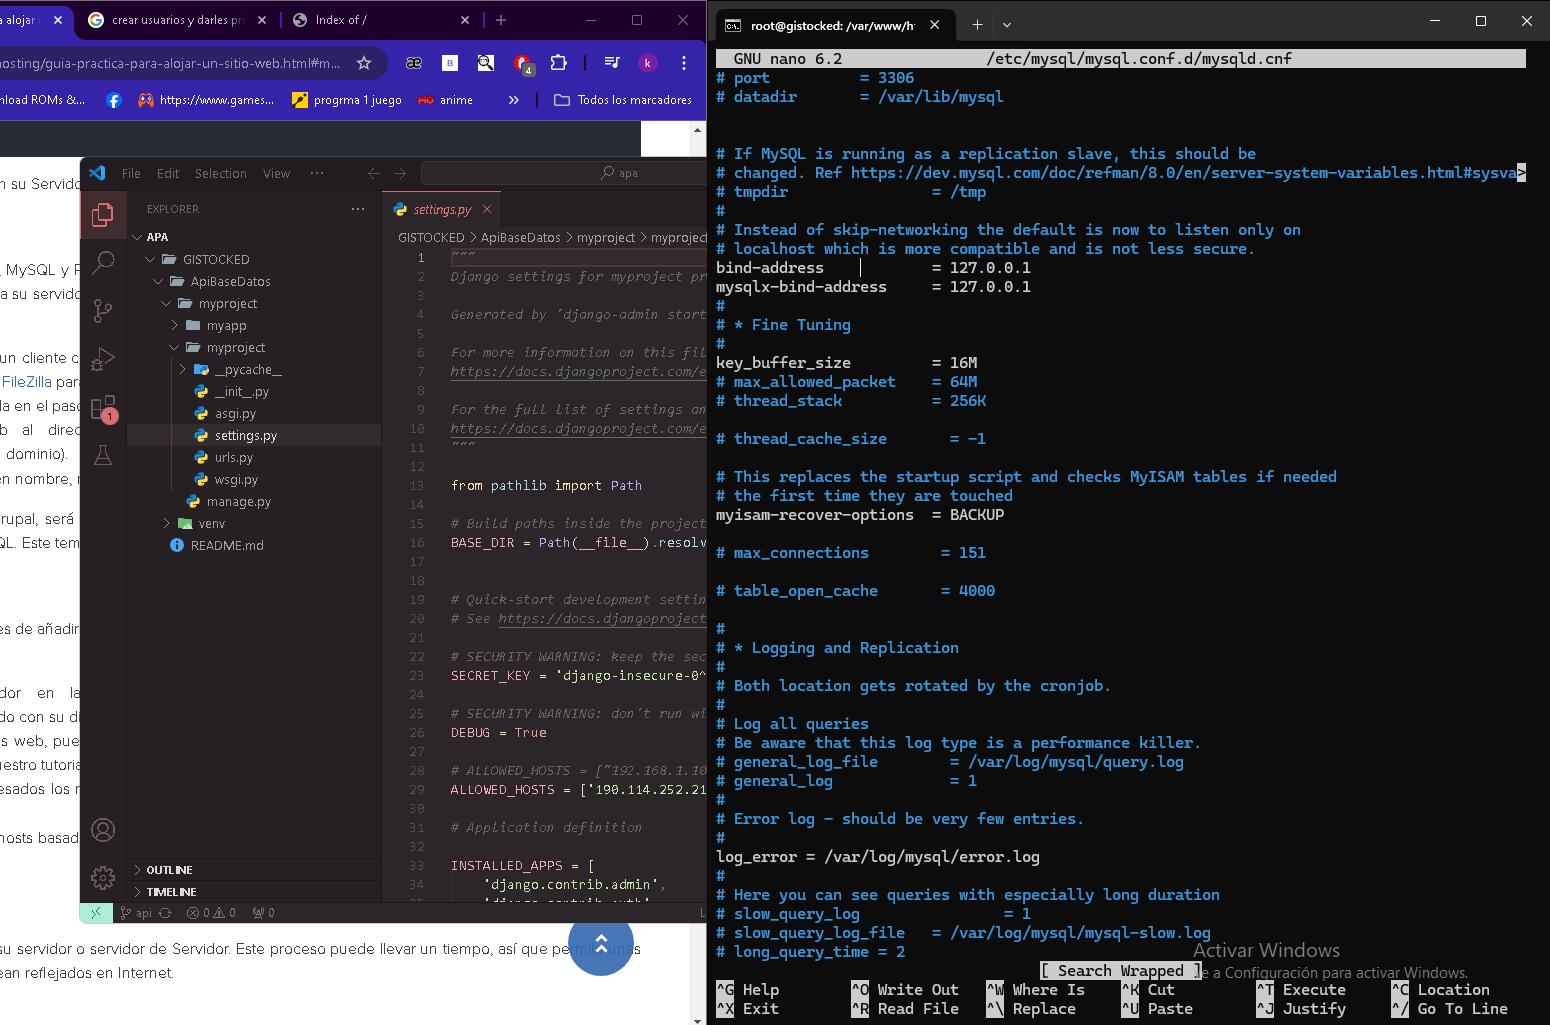 a alojar
crear usuarios y darles pri
Index of /
osting/guia-practica-para-alojar-un-sitio-web.html#m...
4
k
nload ROMs &...
https://www.games...
progrma 1 juego
anime
»
Todos los marcadores
n su Servido
, MySQL y P
a su servido
un cliente c
FileZilla para
da en el paso
b al direc
dominio).
en nombre, r
rupal, será
QL. Este tem
es de añadir
dor en la
do con su di
s web, pue
uestro tutoria
esados los r
nosts basad
su servidor o servidor de Servidor. Este proceso puede llevar un tiempo, así que permita unas
ean reflejados en Internet.
File Edit Selection View ...
apa
EXPLORER ...
APA
GISTOCKED
ApiBaseDatos
myproject
myapp
myproject
__pycache__
__init__.py
asgi.py
settings.py
urls.py
wsgi.py
manage.py
venv
README.md
OUTLINE
TIMELINE
1
api 0 0 0
settings.py
GISTOCKED > ApiBaseDatos > myproject > myproject
1 """
2 Django settings for myproject pr
3
4 Generated by 'django-admin start
5
6 For more information on this fil
7 https://docs.djangoproject.com/e
8
9 For the full list of settings an
10 https://docs.djangoproject.com/e
11 """
12
13 from pathlib import Path
14
15 # Build paths inside the project
16 BASE_DIR = Path(__file__).resolv
17
18
19 # Quick-start development settin
20 # See https://docs.djangoproject
21
22 # SECURITY WARNING: keep the sec
23 SECRET_KEY = 'django-insecure-0^
24
25 # SECURITY WARNING: don't run wi
26 DEBUG = True
27
28 # ALLOWED_HOSTS = ["192.168.1.10
29 ALLOWED_HOSTS = ['190.114.252.21
30
31 # Application definition
32
33 INSTALLED_APPS = [
34 'django.contrib.admin',
root@gistocked: /var/www/h
GNU nano 6.2 /etc/mysql/mysql.conf.d/mysqld.cnf
# port = 3306
# datadir = /var/lib/mysql
# If MySQL is running as a replication slave, this should be
# changed. Ref https://dev.mysql.com/doc/refman/8.0/en/server-system-variables.html#sysva>
# tmpdir = /tmp
#
# Instead of skip-networking the default is now to listen only on
# localhost which is more compatible and is not less secure.
bind-address = 127.0.0.1
mysqlx-bind-address = 127.0.0.1
#
# * Fine Tuning
#
key_buffer_size = 16M
# max_allowed_packet = 64M
# thread_stack = 256K
# thread_cache_size = -1
# This replaces the startup script and checks MyISAM tables if needed
# the first time they are touched
myisam-recover-options = BACKUP
# max_connections = 151
# table_open_cache = 4000
#
# * Logging and Replication
#
# Both location gets rotated by the cronjob.
#
# Log all queries
# Be aware that this log type is a performance killer.
# general_log_file = /var/log/mysql/query.log
# general_log = 1
#
# Error log - should be very few entries.
#
log_error = /var/log/mysql/error.log
#
# Here you can see queries with especially long duration
# slow_query_log = 1
# slow_query_log_file = /var/log/mysql/mysql-slow.log
# long_query_time = 2
Activar Windows
[ Search Wrapped ]
e a Configuración para activar Windows.
^G Help ^O Write Out ^W Where Is ^K Cut ^T Execute ^C Location
^X Exit ^R Read File ^\ Replace ^U Paste ^J Justify ^/ Go To Line